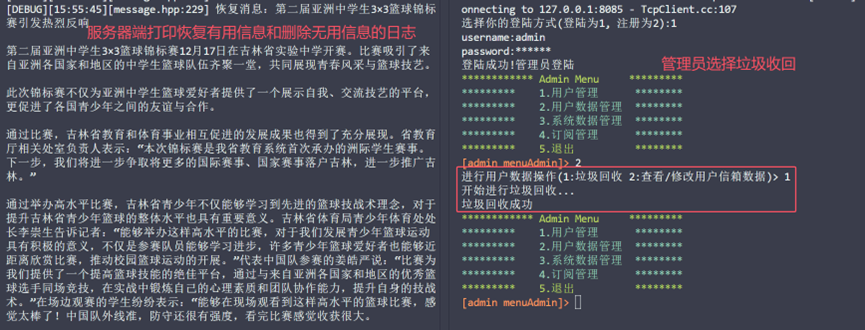 [DEBUG][15:55:45][message.hpp:229] 恢复消息: 第二届亚洲中学生3×3篮球锦标
赛引发热烈反响
服务器端打印恢复有用信息和删除无用信息的日志
第二届亚洲中学生3×3篮球锦标赛12月17日在吉林省实验中学开赛。比赛吸引了来
自亚洲各国家和地区的中学生篮球队伍齐聚一堂，共同展现青春风采与篮球技艺。
此次锦标赛不仅为亚洲中学生篮球爱好者提供了一个展示自我、交流技艺的平台，
更促进了各国青少年之间的友谊与合作。
通过比赛，吉林省教育和体育事业相互促进的发展成果也得到了充分展现。省教育
厅相关处室负责人表示：“本次锦标赛是我省教育系统首次承办的洲际学生赛事。
下一步，我们将进一步争取将更多的国际赛事、国家赛事落户吉林，进一步推广吉
林。”
通过举办高水平比赛，吉林省青少年不仅能够学习到先进的篮球技战术理念，对于
提升吉林省青少年篮球的整体水平也具有重要意义。吉林省体育局青少年体育处处
长李崇生告诉记者：“能够举办这样高水平的比赛，对于我们发展青少年篮球运动
具有积极的意义，不仅是参赛队员能够学习进步，许多青少年篮球爱好者也能够近
距离欣赏比赛，推动校园篮球运动的开展。”代表中国队参赛的姜皓严说：“比赛为
我们提供了一个提高篮球技能的绝佳平台，通过与来自亚洲各国家和地区的优秀篮
球选手同场竞技，在实战中锻炼自己的心理素质和团队协作能力，提升自身的技战
术。”在场边观赛的学生纷纷表示：“能够在现场观看到这样高水平的篮球比赛，感
觉太棒了！中国队外线准，防守还很有强度，看完比赛感觉收获很大。
onnecting to 127.0.0.1:8085 - TcpClient.cc:107
选择你的登陆方式(登陆为1, 注册为2):1
username:admin
password:******
登陆成功!管理员登陆
管理员选择垃圾收回
*********** Admin Menu *********
********* 1.用户管理 *********
********* 2.用户数据管理 *********
********* 3.系统数据管理 *********
********* 4.订阅管理 *********
********* 5.退出 *********
[admin menuAdmin]> 2
进行用户数据操作(1:垃圾回收 2:查看/修改用户信箱数据)> 1
开始进行垃圾回收...
垃圾回收成功
*********** Admin Menu *********
********* 1.用户管理 *********
********* 2.用户数据管理 *********
********* 3.系统数据管理 *********
********* 4.订阅管理 *********
********* 5.退出 *********
[admin menuAdmin]>